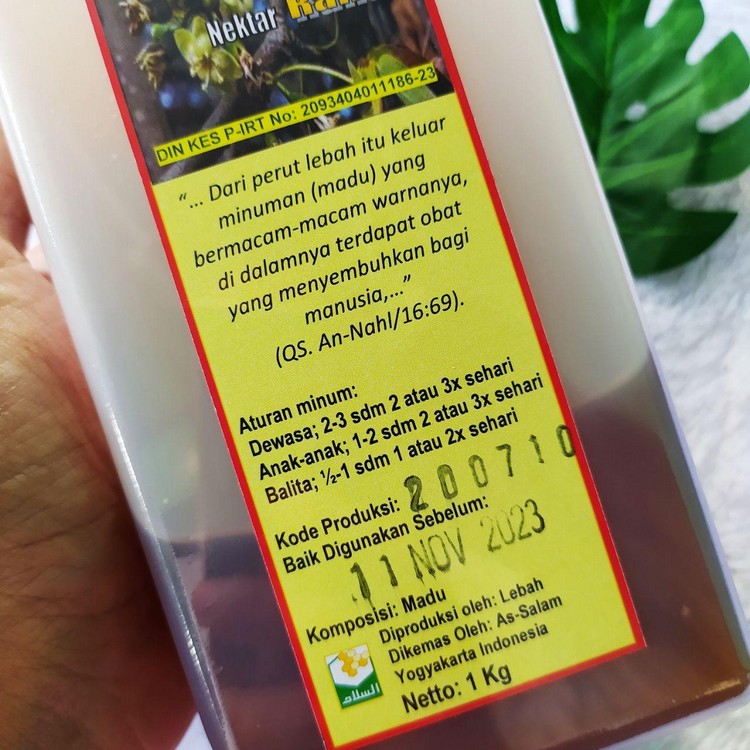 Nektar
DIN KES P-IRT No: 2093404011186-23
“... Dari perut lebah itu keluar
minuman (madu) yang
bermacam-macam warnanya,
di dalamnya terdapat obat
yang menyembuhkan bagi
manusia,...”
(QS. An-Nahl/16:69).
Aturan minum:
Dewasa; 2-3 sdm 2 atau 3x sehari
Anak-anak; 1-2 sdm 2 atau 3x sehari
Balita; ½-1 sdm 1 atau 2x sehari
Kode Produksi: 200710
Baik Digunakan Sebelum:
11 NOV 2023
Komposisi: Madu
Diproduksi oleh: Lebah
Dikemas Oleh: As-Salam
Yogyakarta Indonesia
Netto: 1 Kg
السلام